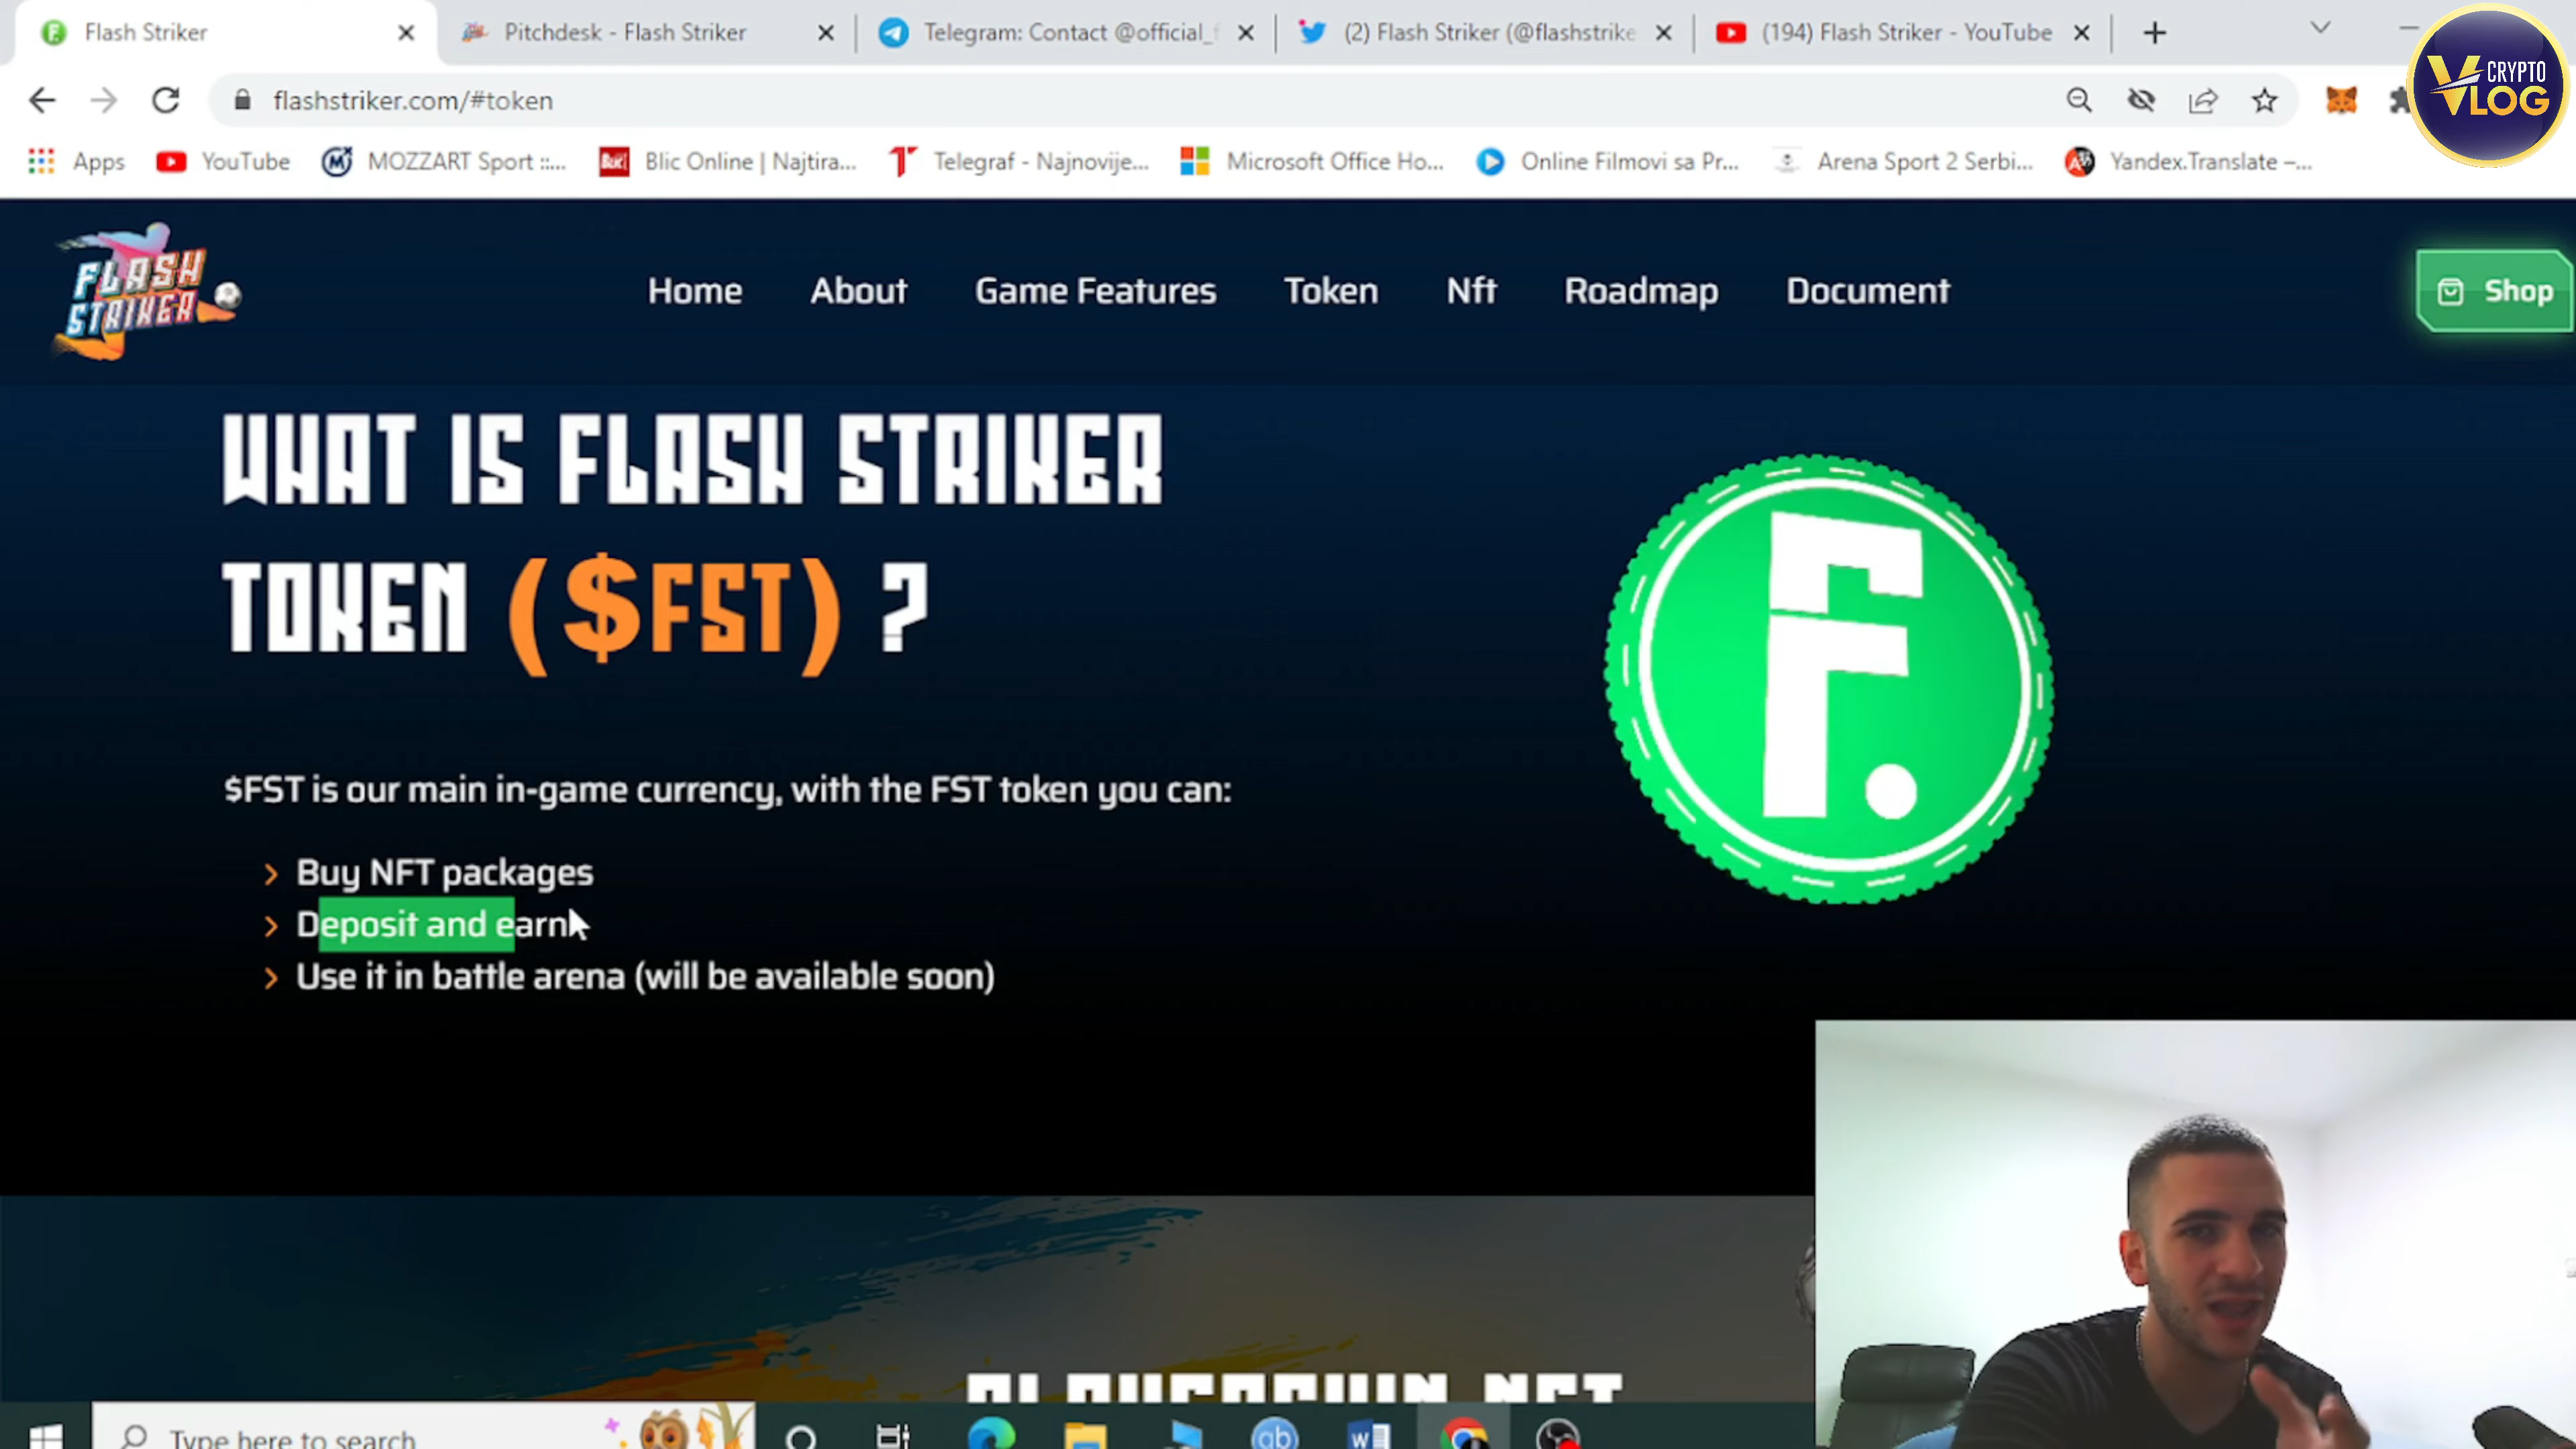 Flash Striker
Pitchdesk - Flash Striker
Telegram: Contact @official_f
(2) Flash Striker (@flashstrike
(194) Flash Striker - YouTube
CRYPTO
VLOG
flashstriker.com/#token
Apps
YouTube
MOZZART Sport ::...
Blic Online | Najtira...
Telegraf - Najnovije...
Microsoft Office Ho...
Online Filmovi sa Pr...
Arena Sport 2 Serbi...
Yandex.Translate –...
FLASH
STRIKER
Home
About
Game Features
Token
Nft
Roadmap
Document
Shop
WHAT IS FLASH STRIKER
TOKEN ($FST) ?
F.
$FST is our main in-game currency, with the FST token you can:
> Buy NFT packages
> Deposit and earn
> Use it in battle arena (will be available soon)
Type here to search
qb
W